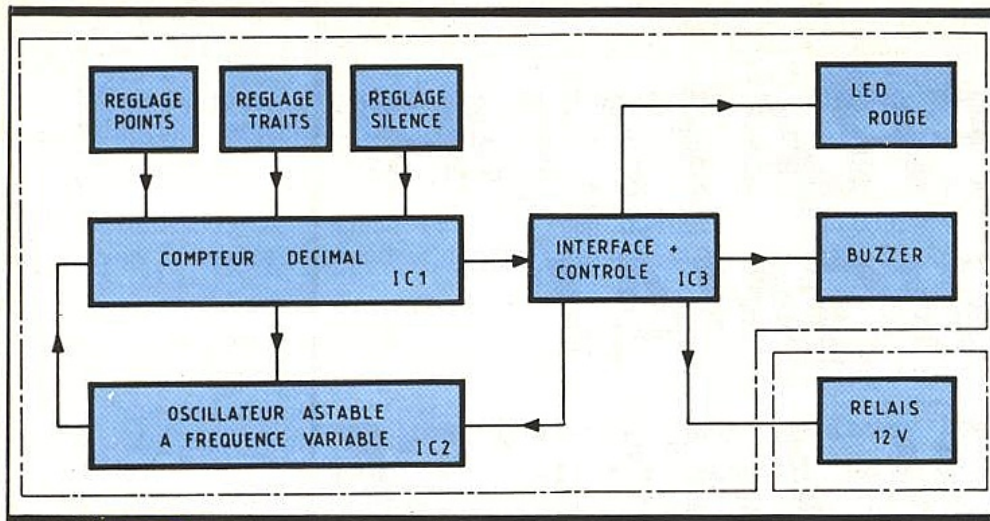 REGLAGE
POINTS
REGLAGE
TRAITS
REGLAGE
SILENCE
LED
ROUGE
COMPTEUR DECIMAL
IC1
INTERFACE +
CONTROLE
IC3
BUZZER
OSCILLATEUR ASTABLE
A FREQUENCE VARIABLE
IC2
RELAIS
12 V